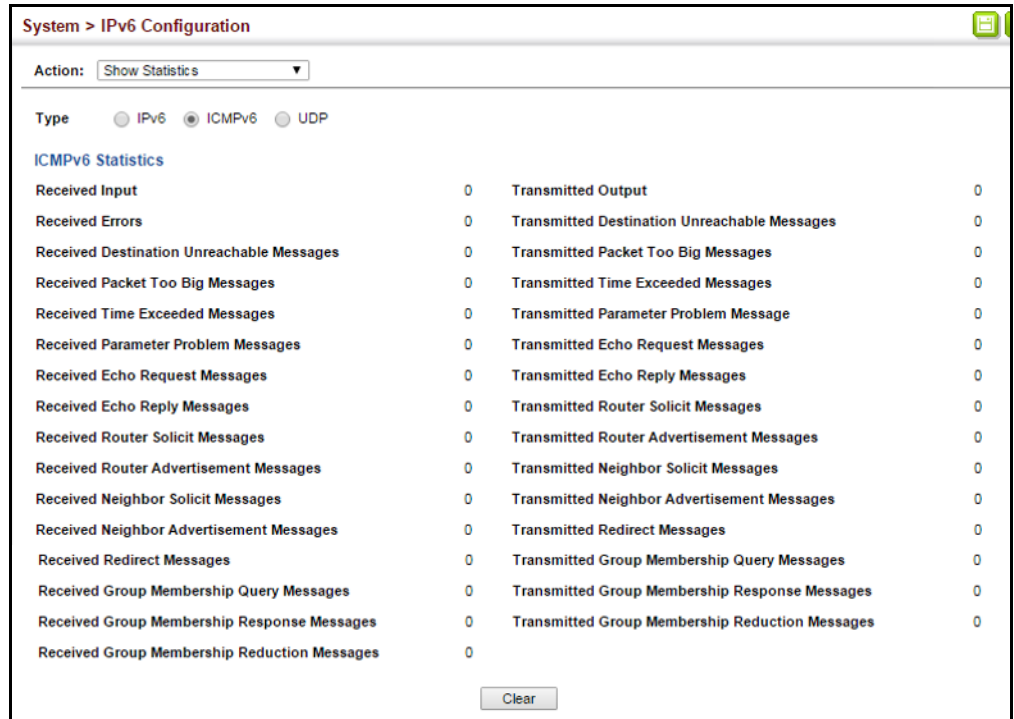 System > IPv6 Configuration
Action: Show Statistics
Type IPv6 ICMPv6 UDP
ICMPv6 Statistics
Received Input 0 Transmitted Output 0
Received Errors 0 Transmitted Destination Unreachable Messages 0
Received Destination Unreachable Messages 0 Transmitted Packet Too Big Messages 0
Received Packet Too Big Messages 0 Transmitted Time Exceeded Messages 0
Received Time Exceeded Messages 0 Transmitted Parameter Problem Message 0
Received Parameter Problem Messages 0 Transmitted Echo Request Messages 0
Received Echo Request Messages 0 Transmitted Echo Reply Messages 0
Received Echo Reply Messages 0 Transmitted Router Solicit Messages 0
Received Router Solicit Messages 0 Transmitted Router Advertisement Messages 0
Received Router Advertisement Messages 0 Transmitted Neighbor Solicit Messages 0
Received Neighbor Solicit Messages 0 Transmitted Neighbor Advertisement Messages 0
Received Neighbor Advertisement Messages 0 Transmitted Redirect Messages 0
Received Redirect Messages 0 Transmitted Group Membership Query Messages 0
Received Group Membership Query Messages 0 Transmitted Group Membership Response Messages 0
Received Group Membership Response Messages 0 Transmitted Group Membership Reduction Messages 0
Received Group Membership Reduction Messages 0
Clear